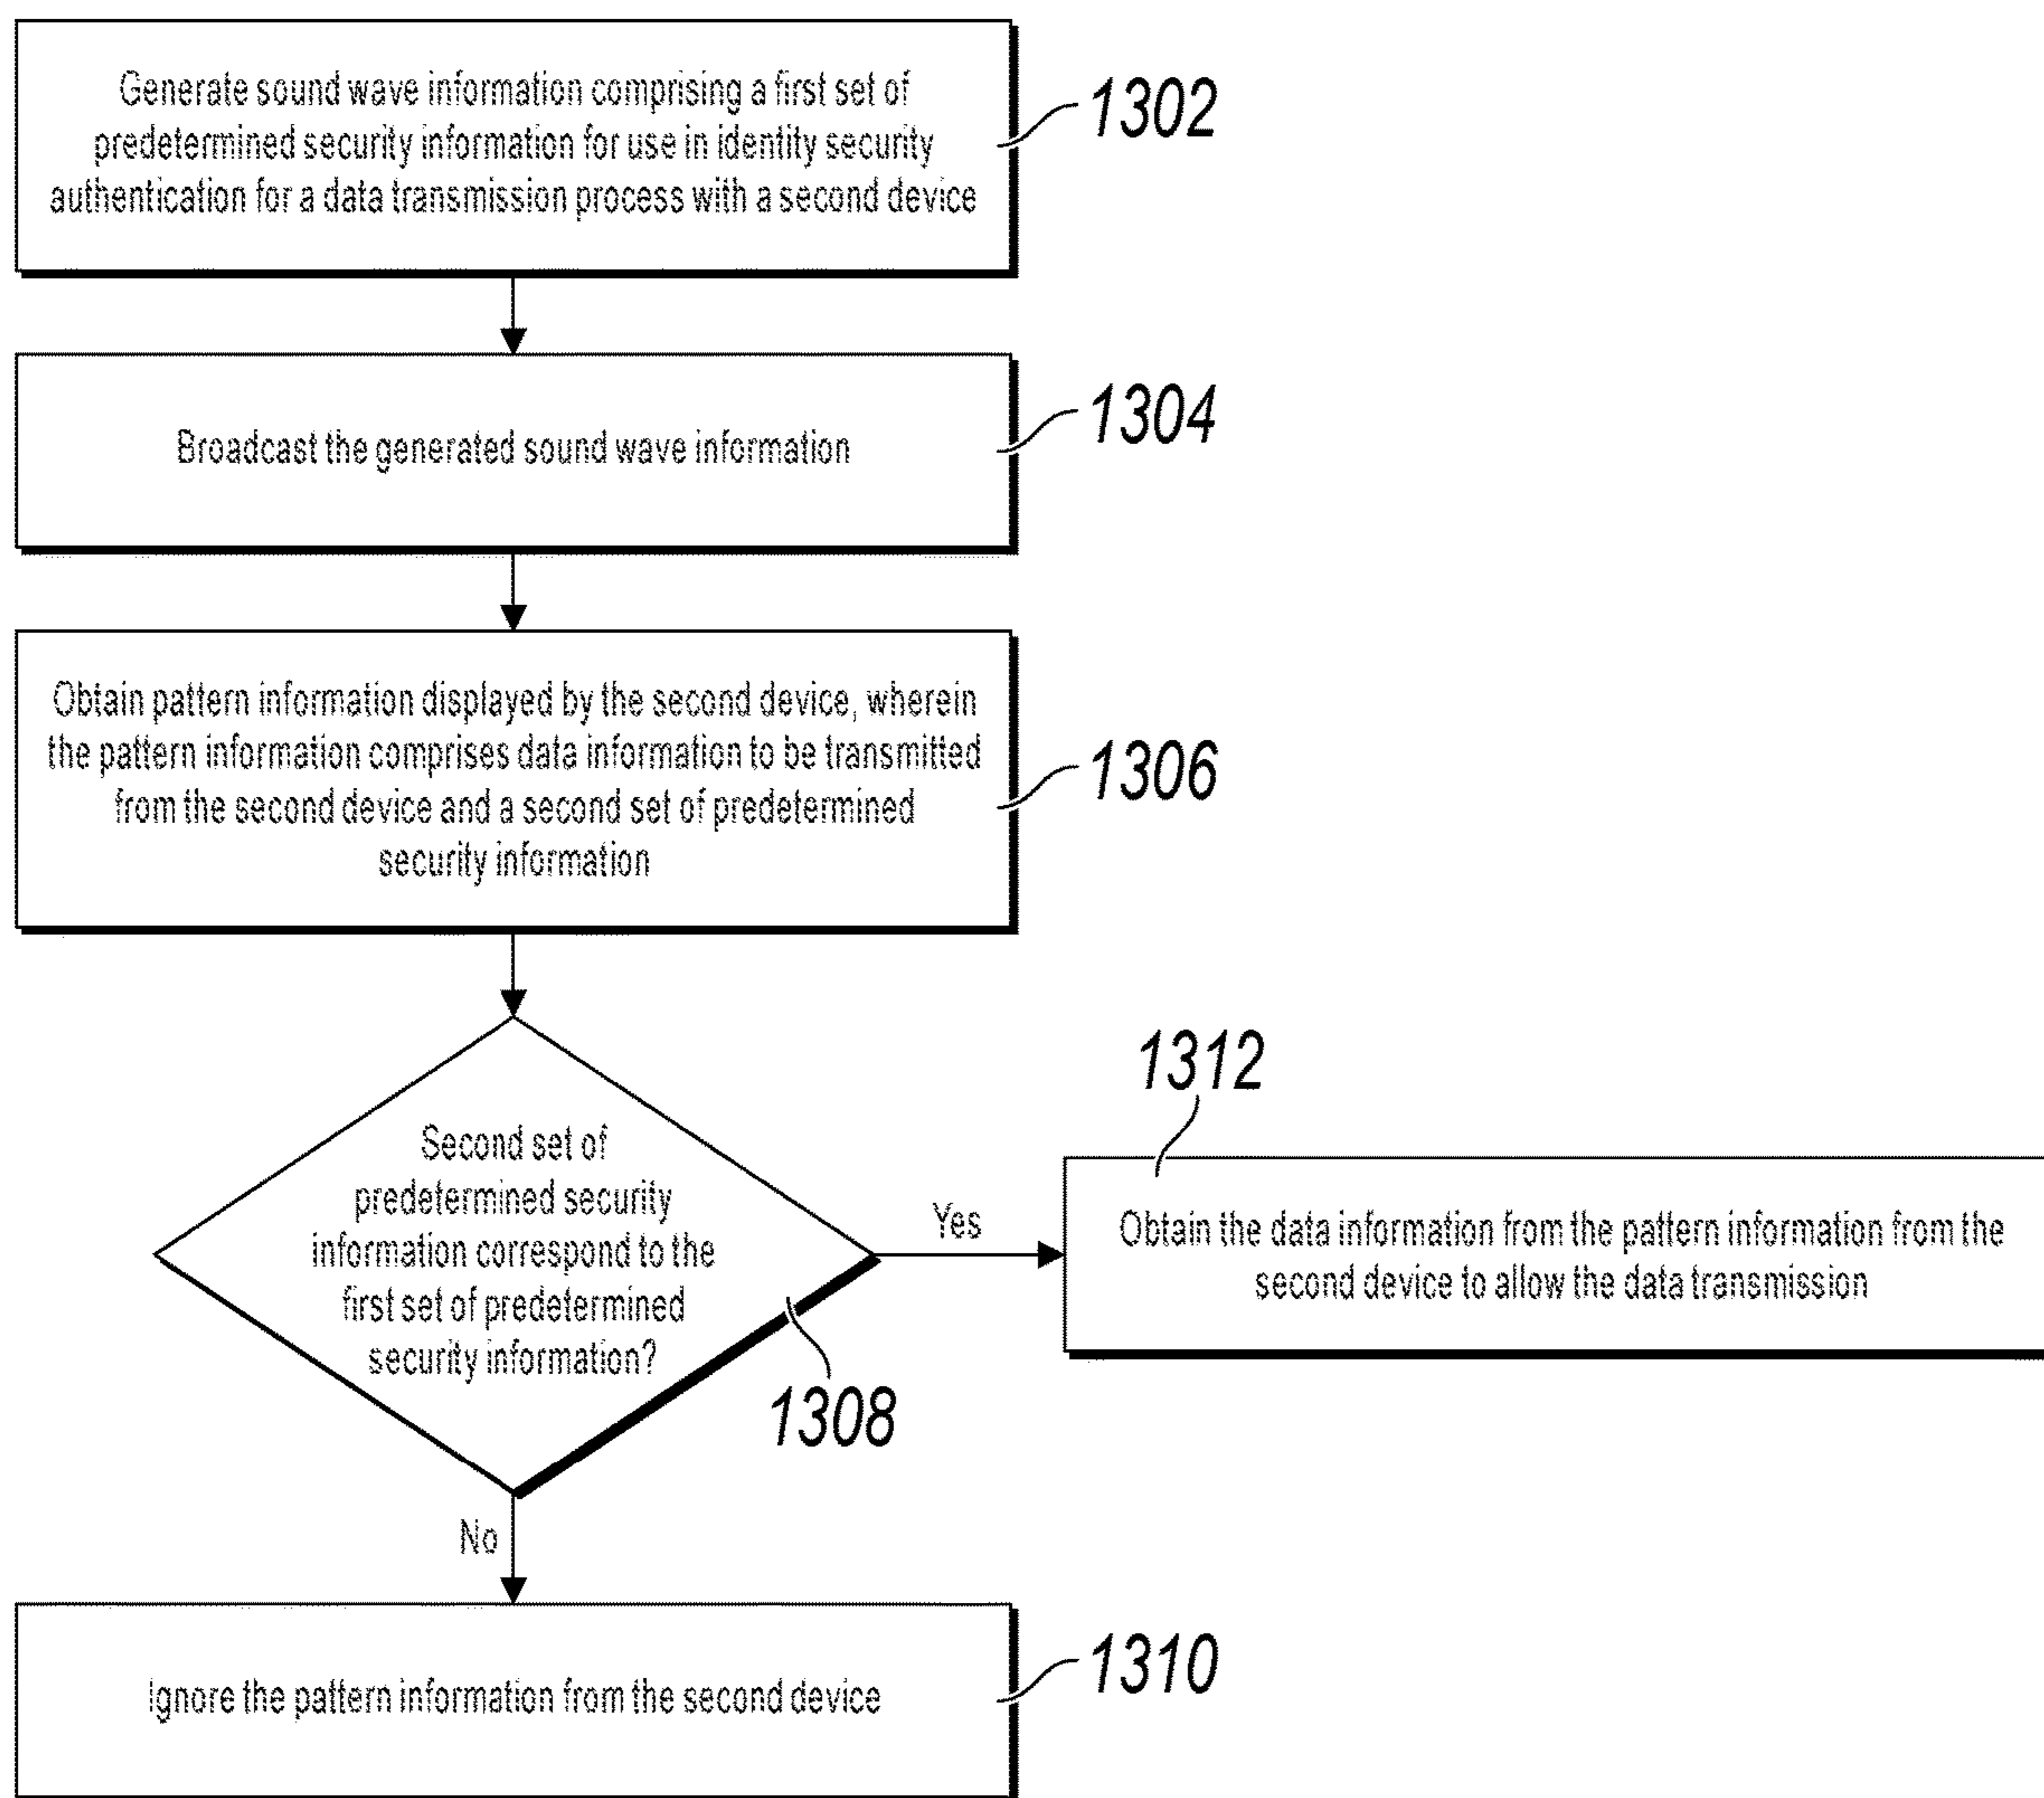 Generate sound wave information comprising a first set of
predetermined security information for use in identity security
authentication for a data transmission process with a second device
1302
Broadcast the generated sound wave information
1304
Obtain pattern information displayed by the second device, wherein
the pattern information comprises data information to be transmitted
from the second device and a second set of predetermined
security information
1306
Second set of
predetermined security
information correspond to the
first set of predetermined
security information?
1308
Yes
1312
Obtain the data information from the pattern information from the
second device to allow the data transmission
No
Ignore the pattern information from the second device
1310